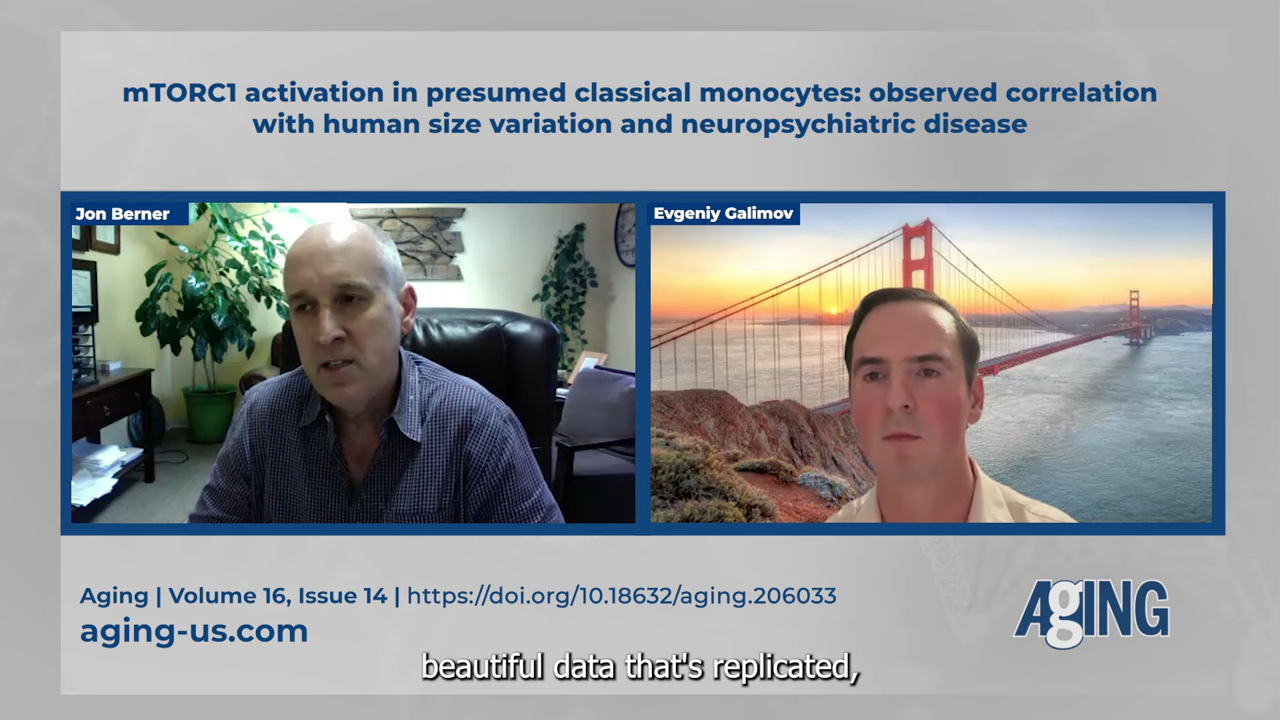 mTORC1 activation in presumed classical monocytes: observed correlation
with human size variation and neuropsychiatric disease
Jon Berner
Evgeniy Galimov
Aging | Volume 16, Issue 14 | https://doi.org/10.18632/aging.206033
aging-us.com
AgING
beautiful data that's replicated,